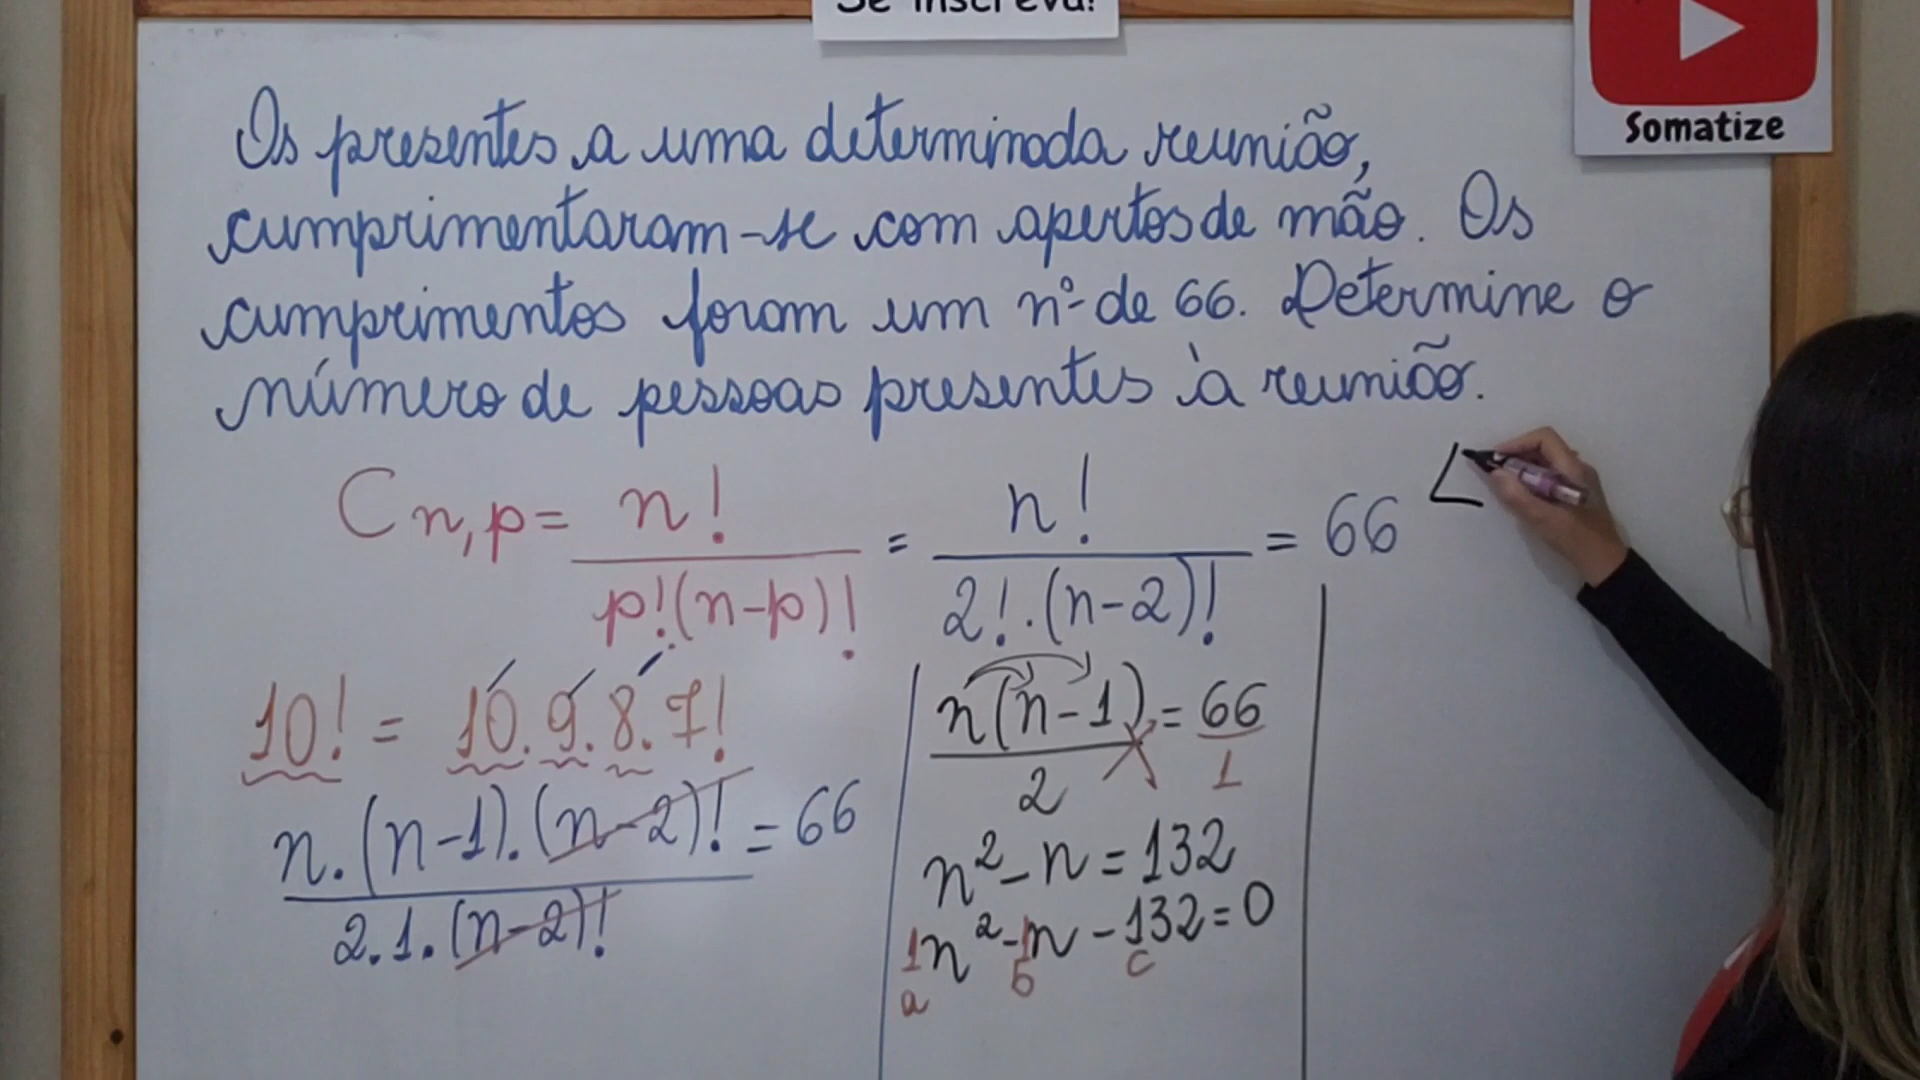 Se inscreva!
Somatize
Os presentes a uma determinada reunião,
cumprimentaram-se com apertos de mão. Os
cumprimentos foram um nº de 66. Determine o
número de pessoas presentes à reunião.
C n,p = n! / p!(n-p)! = n! / 2!.(n-2)! = 66
10! = 10.9.8.7!
n.(n-1).(n-2)! / 2.1.(n-2)! = 66
n(n-1) / 2 = 66 / 1
n² - n = 132
1n² - 1n - 132 = 0
a b c